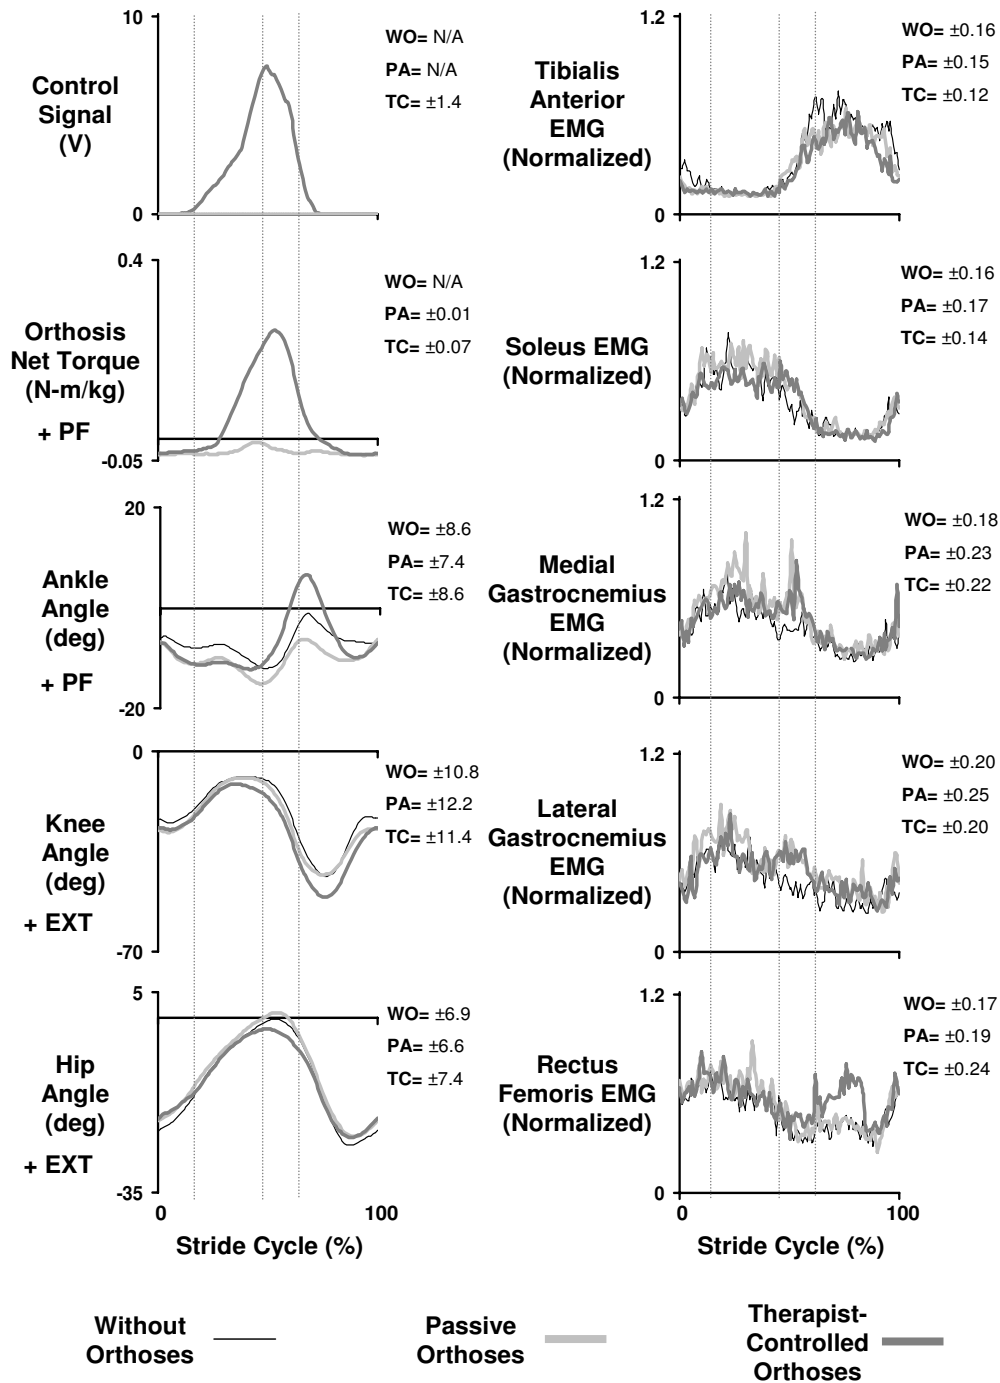 10
Control
Signal
(V)
0
WO= N/A
PA= N/A
TC= ±1.4
0.4
Orthosis
Net Torque
(N-m/kg)
+ PF
-0.05
WO= N/A
PA= ±0.01
TC= ±0.07
20
Ankle
Angle
(deg)
+ PF
-20
WO= ±8.6
PA= ±7.4
TC= ±8.6
0
Knee
Angle
(deg)
+ EXT
-70
WO= ±10.8
PA= ±12.2
TC= ±11.4
5
Hip
Angle
(deg)
+ EXT
-35
WO= ±6.9
PA= ±6.6
TC= ±7.4
0 100
Stride Cycle (%)
1.2
Tibialis
Anterior
EMG
(Normalized)
0
WO= ±0.16
PA= ±0.15
TC= ±0.12
1.2
Soleus EMG
(Normalized)
0
WO= ±0.16
PA= ±0.17
TC= ±0.14
1.2
Medial
Gastrocnemius
EMG
(Normalized)
0
WO= ±0.18
PA= ±0.23
TC= ±0.22
1.2
Lateral
Gastrocnemius
EMG
(Normalized)
0
WO= ±0.20
PA= ±0.25
TC= ±0.20
1.2
Rectus
Femoris EMG
(Normalized)
0
WO= ±0.17
PA= ±0.19
TC= ±0.24
0 100
Stride Cycle (%)
Without
Orthoses
Passive
Orthoses
Therapist-
Controlled
Orthoses